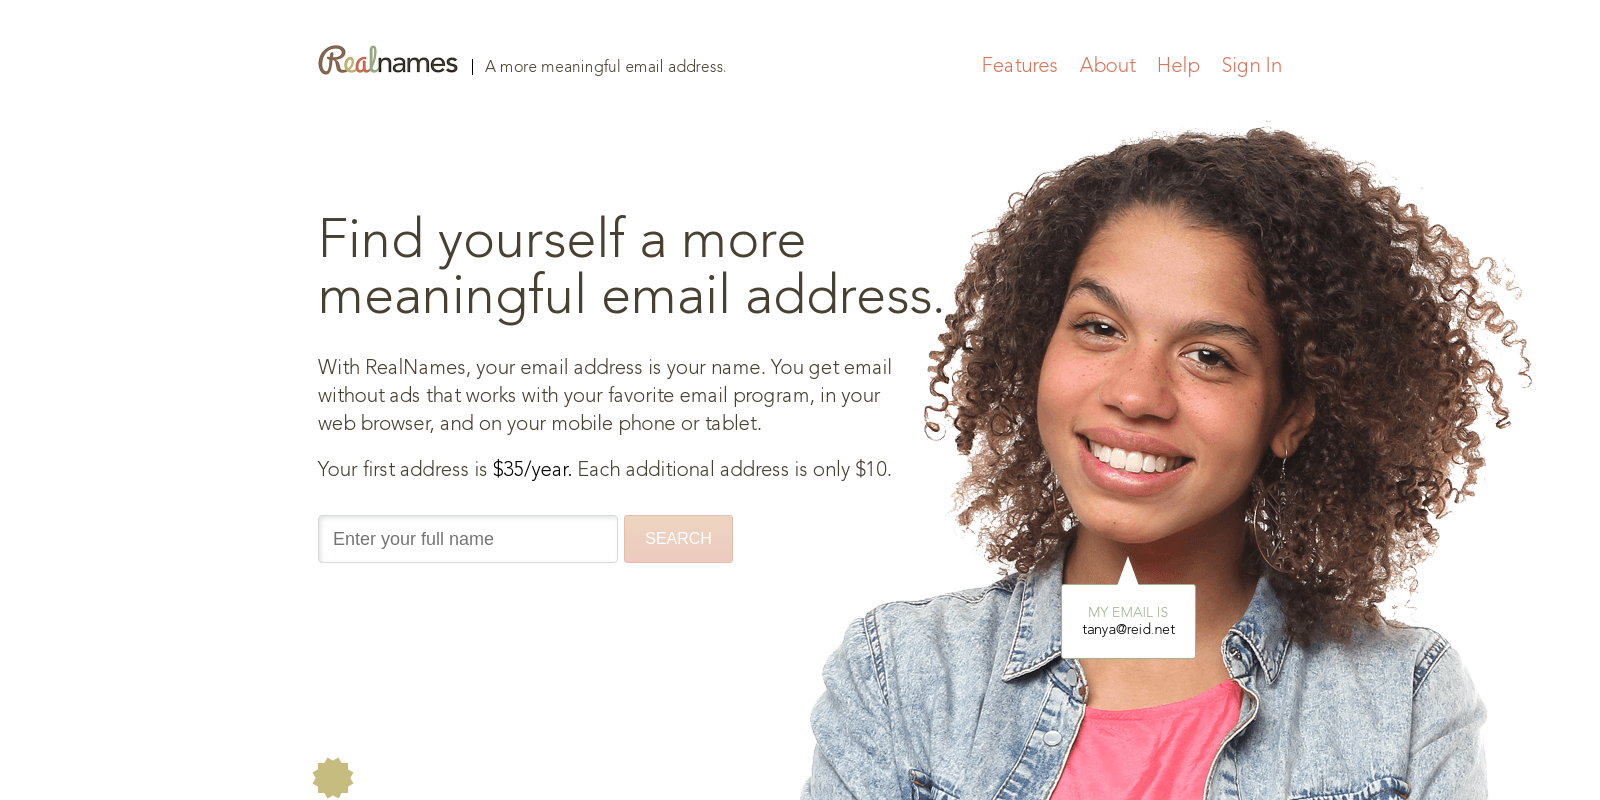 Realnames | A more meaningful email address.
Features About Help Sign In
Find yourself a more
meaningful email address.
With RealNames, your email address is your name. You get email
without ads that works with your favorite email program, in your
web browser, and on your mobile phone or tablet.
Your first address is $35/year. Each additional address is only $10.
Enter your full name
SEARCH
MY EMAIL IS
tanya@reid.net